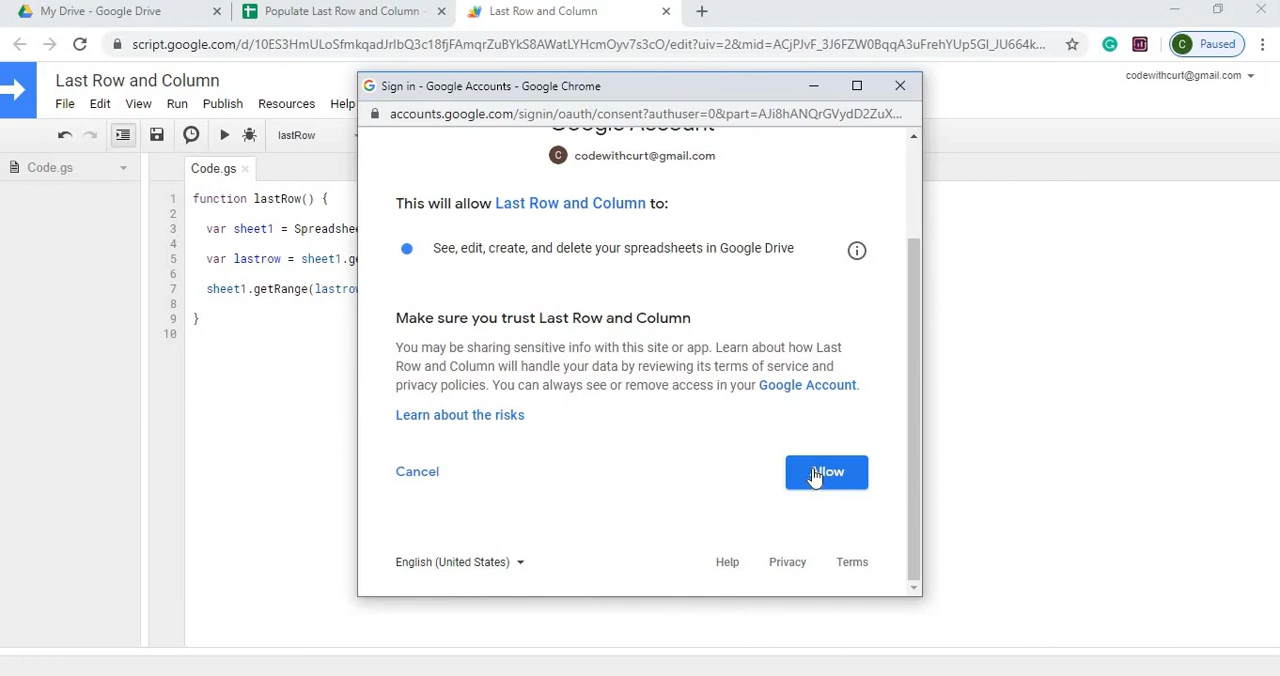 My Drive - Google Drive
Populate Last Row and Column -
Last Row and Column
script.google.com/d/10ES3HmULoSfmkqadJrIbQ3c18fjFAmqrZuBYkS8hWatLYHcmOyv7s3cO/edit?uiv=2&mid=ACjPJvF_3J6FZW0BqqA3uFrehYUp5Gl_JU664k...
C Paused
Last Row and Column
codewithcurt@gmail.com
File Edit View Run Publish Resources Help
lastRow
Code.gs
Code.gs
1 function lastRow() {
2
3 var sheet1 = Spreadshee
4
5 var lastrow = sheet1.ge
6
7 sheet1.getRange(lastrow
8
9 }
10
Sign in - Google Accounts - Google Chrome
accounts.google.com/signin/oauth/consent?authuser=0&part=AJi8hANQrGVydD2ZuX...
Google Account
C codewithcurt@gmail.com
This will allow Last Row and Column to:
See, edit, create, and delete your spreadsheets in Google Drive
Make sure you trust Last Row and Column
You may be sharing sensitive info with this site or app. Learn about how Last
Row and Column will handle your data by reviewing its terms of service and
privacy policies. You can always see or remove access in your Google Account.
Learn about the risks
Cancel
Allow
English (United States)
Help Privacy Terms